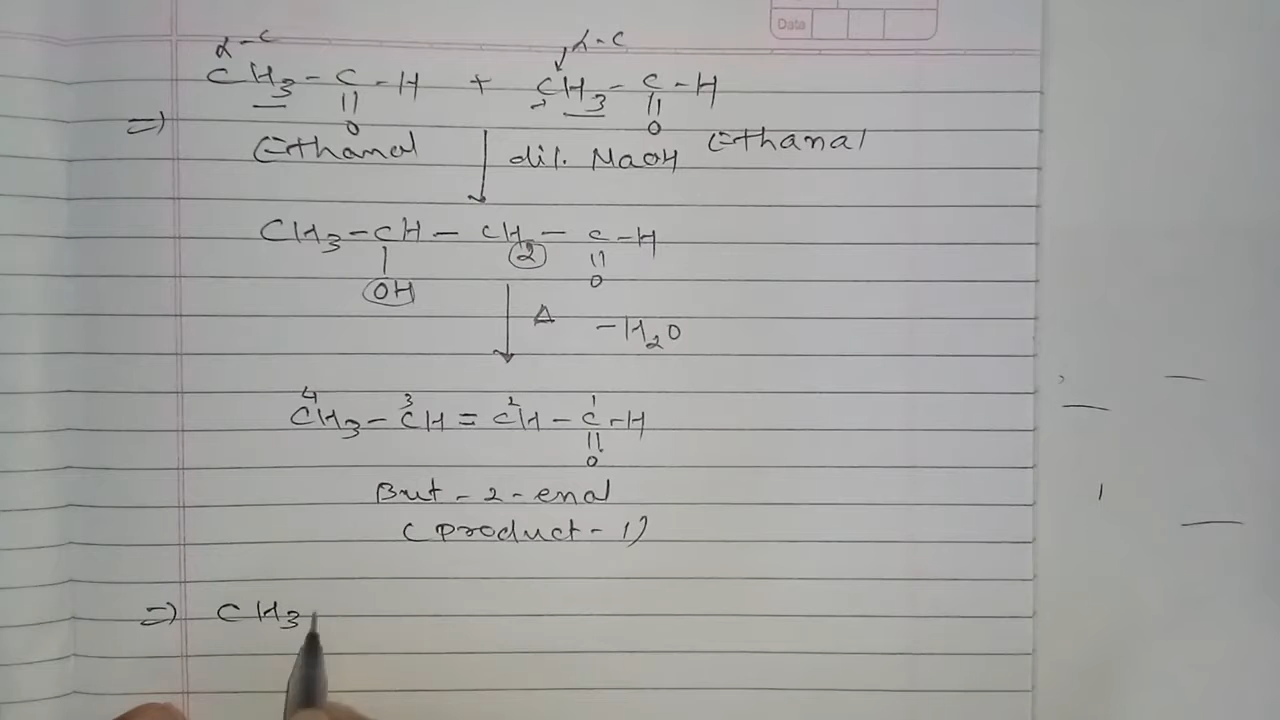 Data
α-C α-C
CH3-C-H + CH3-C-H
|| ||
=> O O
Ethanal dil. NaOH Ethanal
CH3-CH-CH2-C-H
| ||
OH O
Δ -H2O
4 3 2 1
CH3-CH=CH-C-H
||
O
But-2-enal
(product-1)
=> CH3